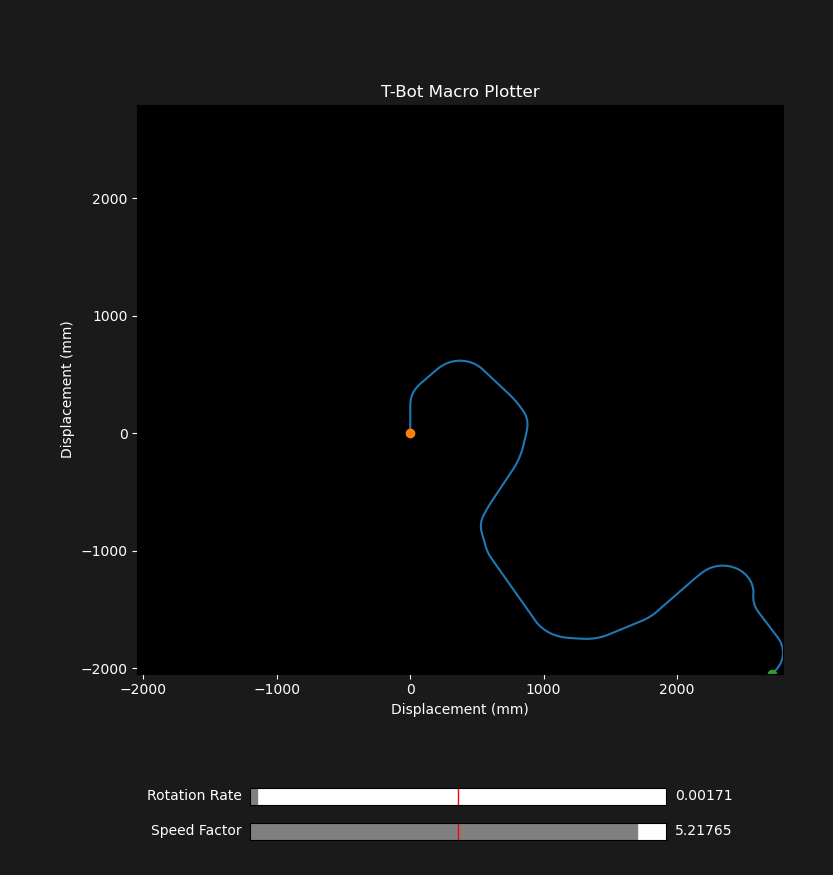 T-Bot Macro Plotter
2000
1000
0
−1000
−2000
Displacement (mm)
−2000 −1000 0 1000 2000
Displacement (mm)
Rotation Rate 0.00171
Speed Factor 5.21765